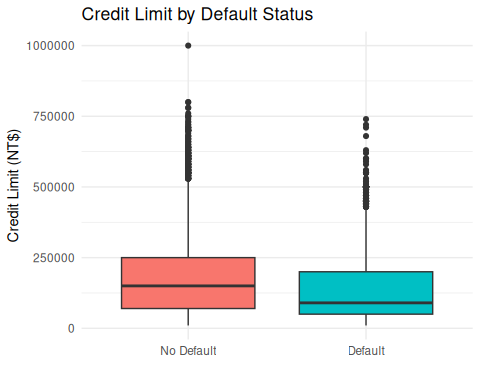 Credit Limit by Default Status
1000000
750000
500000
250000
0
Credit Limit (NT$)
No Default
Default